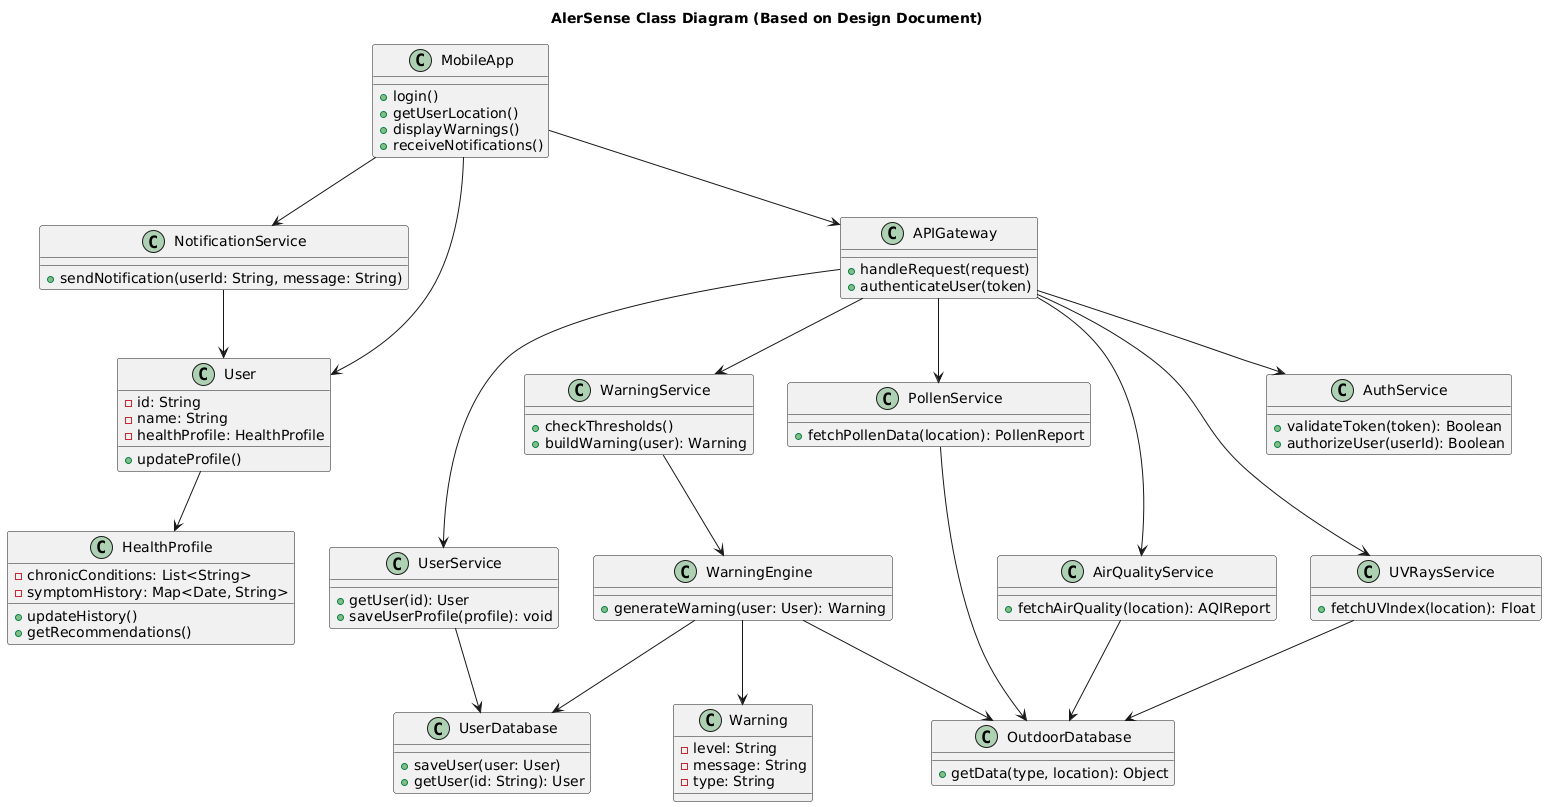 AlerSense Class Diagram (Based on Design Document)
C MobileApp
login()
getUserLocation()
displayWarnings()
receiveNotifications()
C NotificationService
sendNotification(userId: String, message: String)
C APIGateway
handleRequest(request)
authenticateUser(token)
C User
id: String
name: String
healthProfile: HealthProfile
updateProfile()
C WarningService
checkThresholds()
buildWarning(user): Warning
C PollenService
fetchPollenData(location): PollenReport
C AuthService
validateToken(token): Boolean
authorizeUser(userId): Boolean
C HealthProfile
chronicConditions: List<String>
symptomHistory: Map<Date, String>
updateHistory()
getRecommendations()
C UserService
getUser(id): User
saveUserProfile(profile): void
C WarningEngine
generateWarning(user: User): Warning
C AirQualityService
fetchAirQuality(location): AQIReport
C UVRaysService
fetchUVIndex(location): Float
C UserDatabase
saveUser(user: User)
getUser(id: String): User
C Warning
level: String
message: String
type: String
C OutdoorDatabase
getData(type, location): Object